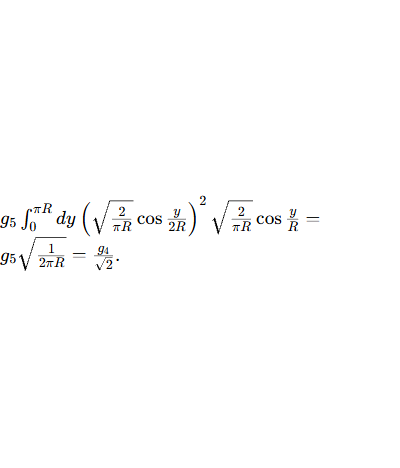 $g_5 \int_0^{\pi R} dy \left( \sqrt{\frac{2}{\pi R}} \cos \frac{y}{2R} \right)^2 \sqrt{\frac{2}{\pi R}} \cos \frac{y}{R} =$
$g_5 \sqrt{\frac{1}{2\pi R}} = \frac{g_4}{\sqrt{2}}.$